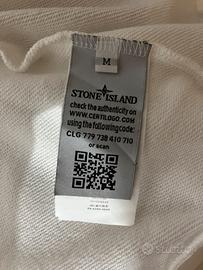 M
STONE ISLAND
check the authenticity on
WWW.CERTILOGO.COM
using the following code:
CLG 779 738 410 710
or scan